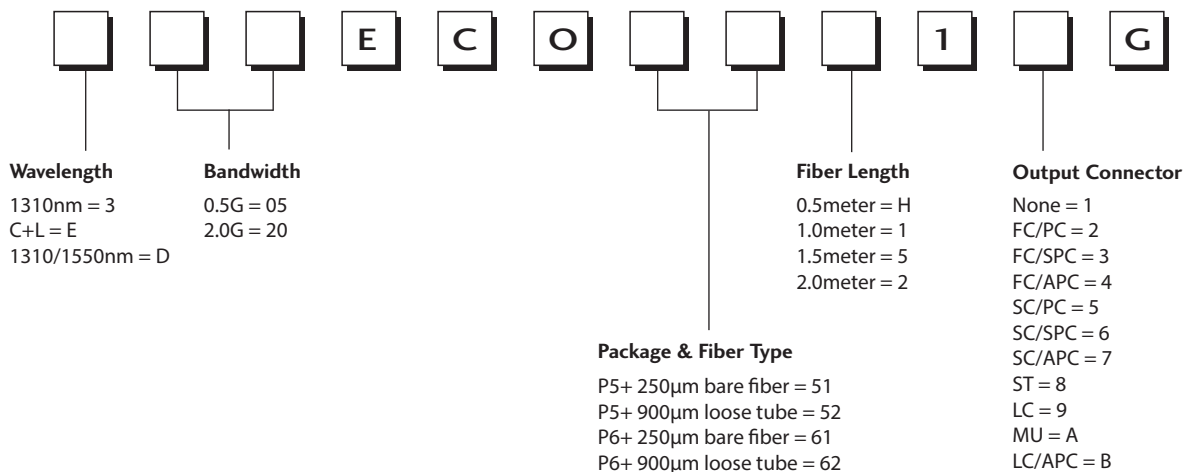 E C O 1 G
Wavelength
1310nm = 3
C+L = E
1310/1550nm = D
Bandwidth
0.5G = 05
2.0G = 20
Package & Fiber Type
P5+ 250μm bare fiber = 51
P5+ 900μm loose tube = 52
P6+ 250μm bare fiber = 61
P6+ 900μm loose tube = 62
Fiber Length
0.5meter = H
1.0meter = 1
1.5meter = 5
2.0meter = 2
Output Connector
None = 1
FC/PC = 2
FC/SPC = 3
FC/APC = 4
SC/PC = 5
SC/SPC = 6
SC/APC = 7
ST = 8
LC = 9
MU = A
LC/APC = B